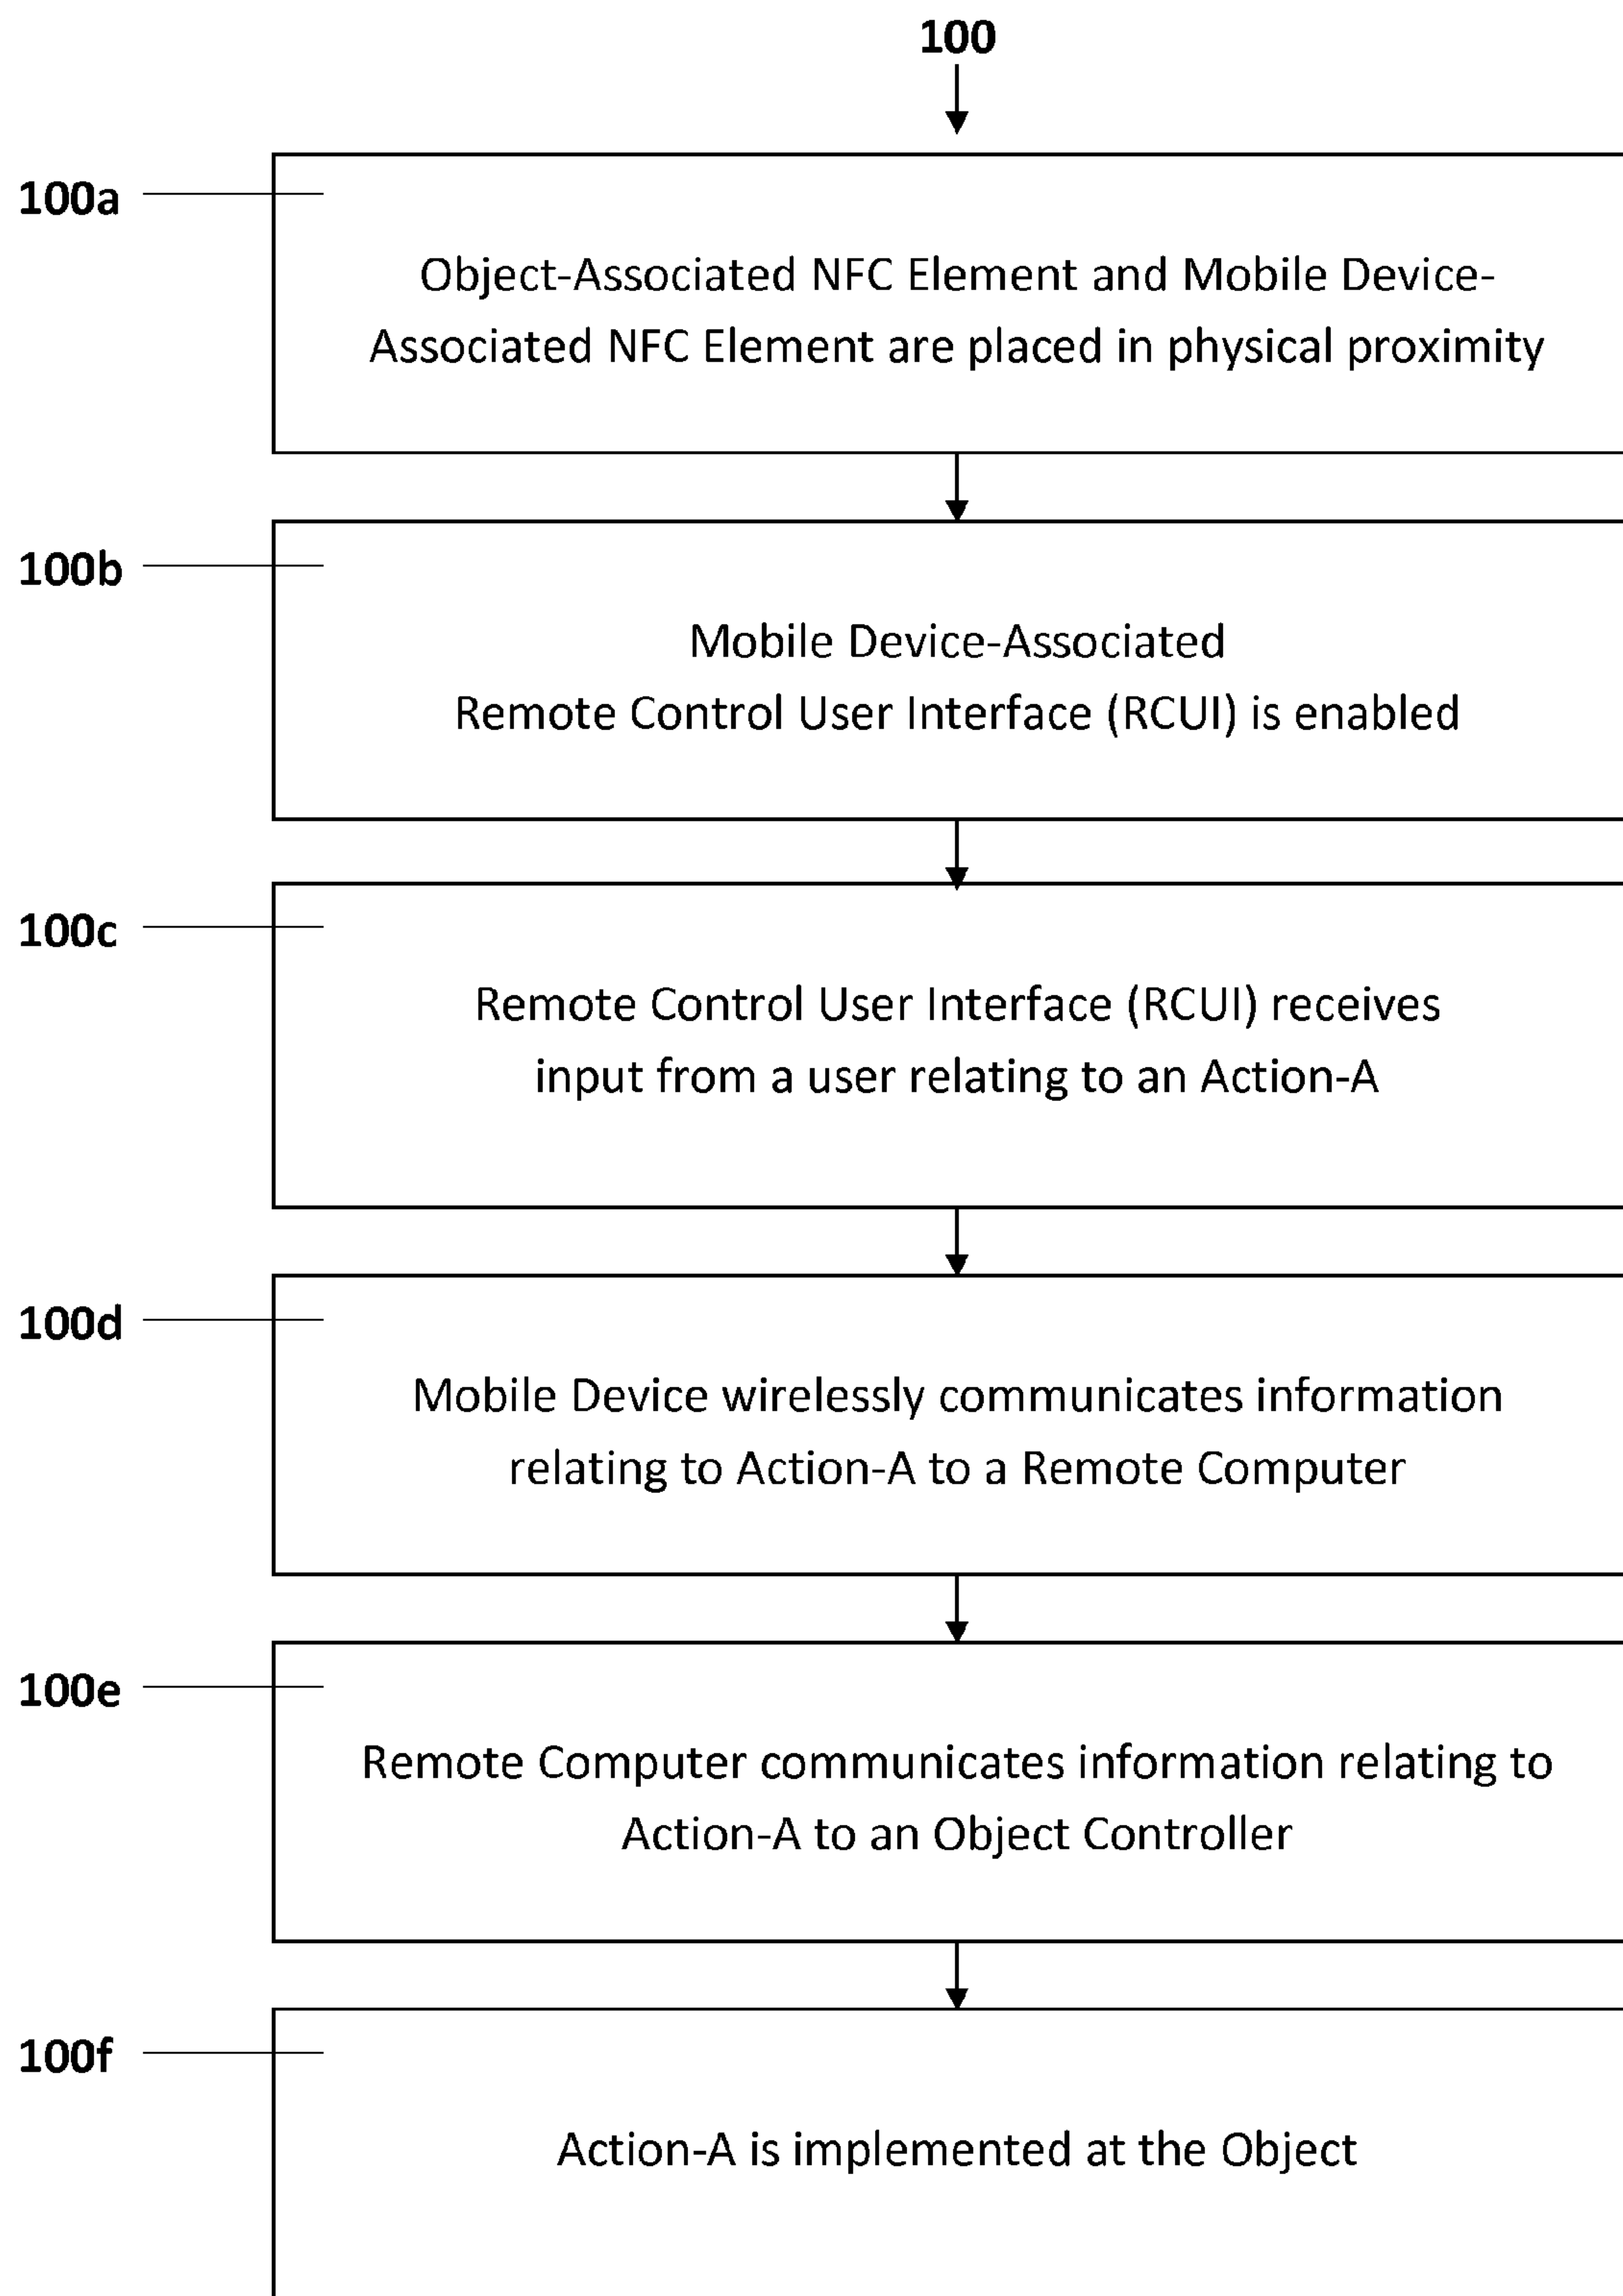 100
100a
Object-Associated NFC Element and Mobile Device-
Associated NFC Element are placed in physical proximity
100b
Mobile Device-Associated
Remote Control User Interface (RCUI) is enabled
100c
Remote Control User Interface (RCUI) receives
input from a user relating to an Action-A
100d
Mobile Device wirelessly communicates information
relating to Action-A to a Remote Computer
100e
Remote Computer communicates information relating to
Action-A to an Object Controller
100f
Action-A is implemented at the Object